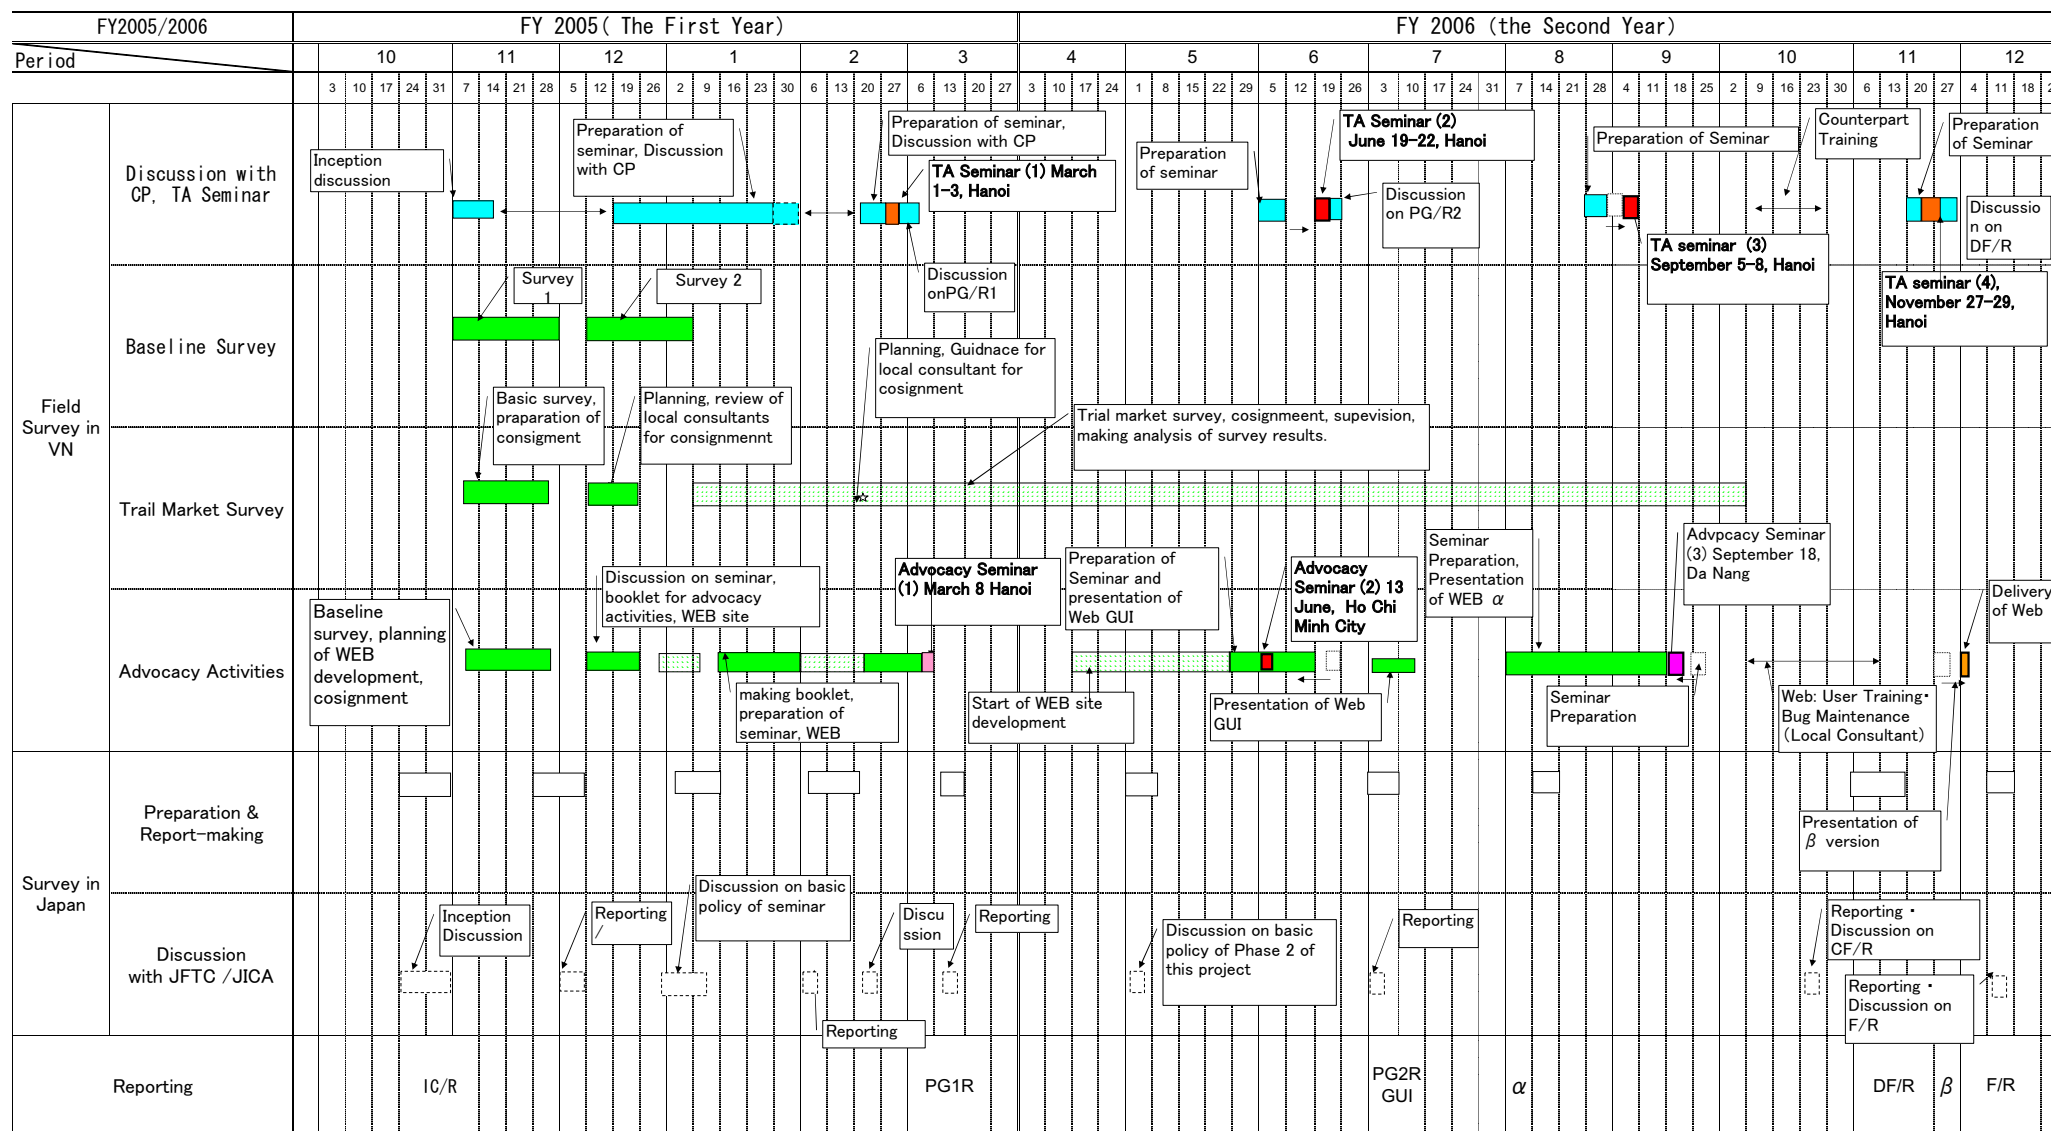 FY2005/2006
FY 2005( The First Year)
FY 2006 (the Second Year)
Period
10 11 12 1 2 3 4 5 6 7 8 9 10 11 12
3 10 17 24 31 7 14 21 28 5 12 19 26 2 9 16 23 30 6 13 20 27 6 13 20 27 3 10 17 24 1 8 15 22 29 5 12 19 26 3 10 17 24 31 7 14 21 28 4 11 18 25 2 9 16 23 30 6 13 20 27 4 11 18 2
Field
Survey in
VN
Discussion with
CP, TA Seminar
Inception
discussion
Preparation of
seminar, Discussion
with CP
Preparation of seminar,
Discussion with CP
TA Seminar (1) March
1-3, Hanoi
Discussion
onPG/R1
Preparation
of seminar
TA Seminar (2)
June 19-22, Hanoi
Discussion
on PG/R2
Preparation of Seminar
TA seminar (3)
September 5-8, Hanoi
Counterpart
Training
Preparation
of Seminar
Discussio
n on
DF/R
TA seminar (4),
November 27-29,
Hanoi
Baseline Survey
Survey
1
Survey 2
Planning, Guidnace for
local consultant for
cosignment
Trail Market Survey
Basic survey,
praparation of
consigment
Planning, review of
local consultants
for consignmennt
Trial market survey, cosignmeent, supevision,
making analysis of survey results.
☆
Advocacy Activities
Baseline
survey, planning
of WEB
development,
cosignment
Discussion on seminar,
booklet for advocacy
activities, WEB site
making booklet,
preparation of
seminar, WEB
Advocacy Seminar
(1) March 8 Hanoi
Start of WEB site
development
Preparation of
Seminar and
presentation of
Web GUI
Advocacy
Seminar (2) 13
June, Ho Chi
Minh City
Presentation of Web
GUI
Seminar
Preparation,
Presentation
of WEB α
Seminar
Preparation
Advpcacy Seminar
(3) September 18,
Da Nang
Web: User Training・
Bug Maintenance
(Local Consultant)
Delivery
of Web
Survey in
Japan
Preparation &
Report-making
Presentation of
β version
Discussion
with JFTC /JICA
Inception
Discussion
Reporting
Discussion on basic
policy of seminar
Reporting
Discu
ssion
Reporting
Discussion on basic
policy of Phase 2 of
this project
Reporting
Reporting ・
Discussion on
CF/R
Reporting ・
Discussion on
F/R
Reporting
IC/R
PG1R
PG2R
GUI
α
DF/R
β
F/R